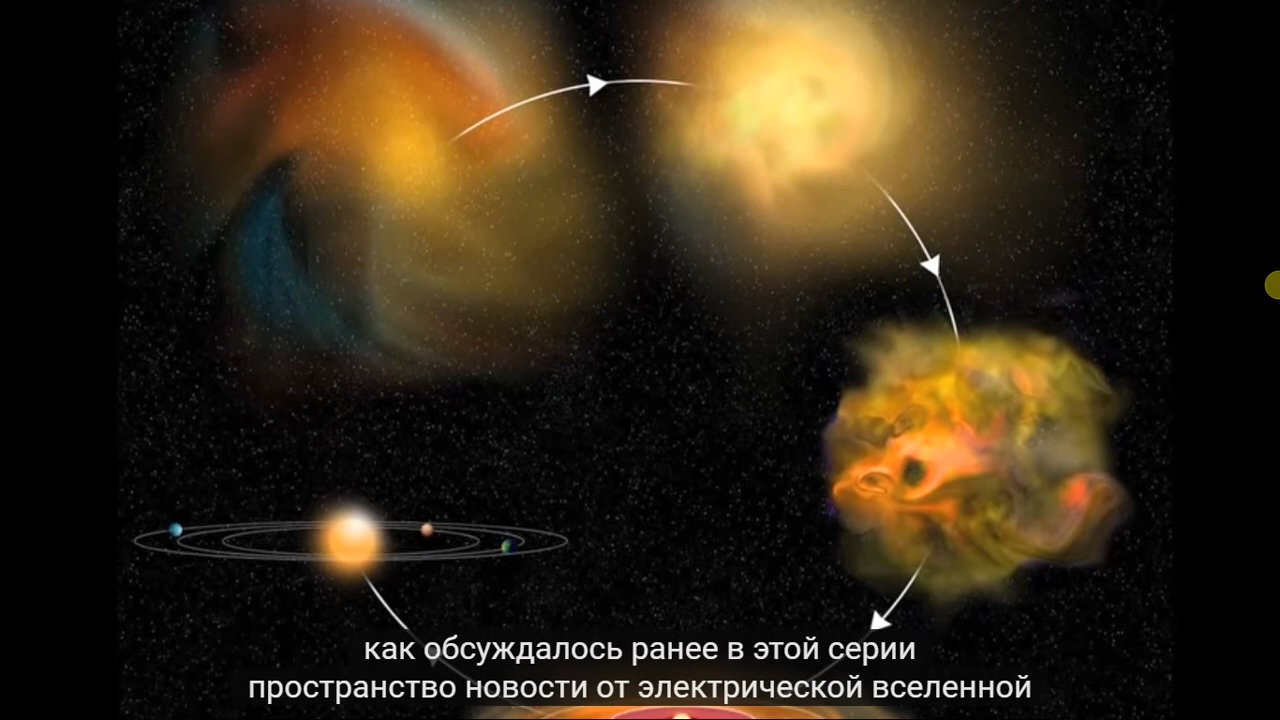 как обсуждалось ранее в этой серии
пространство новости от электрической вселенной